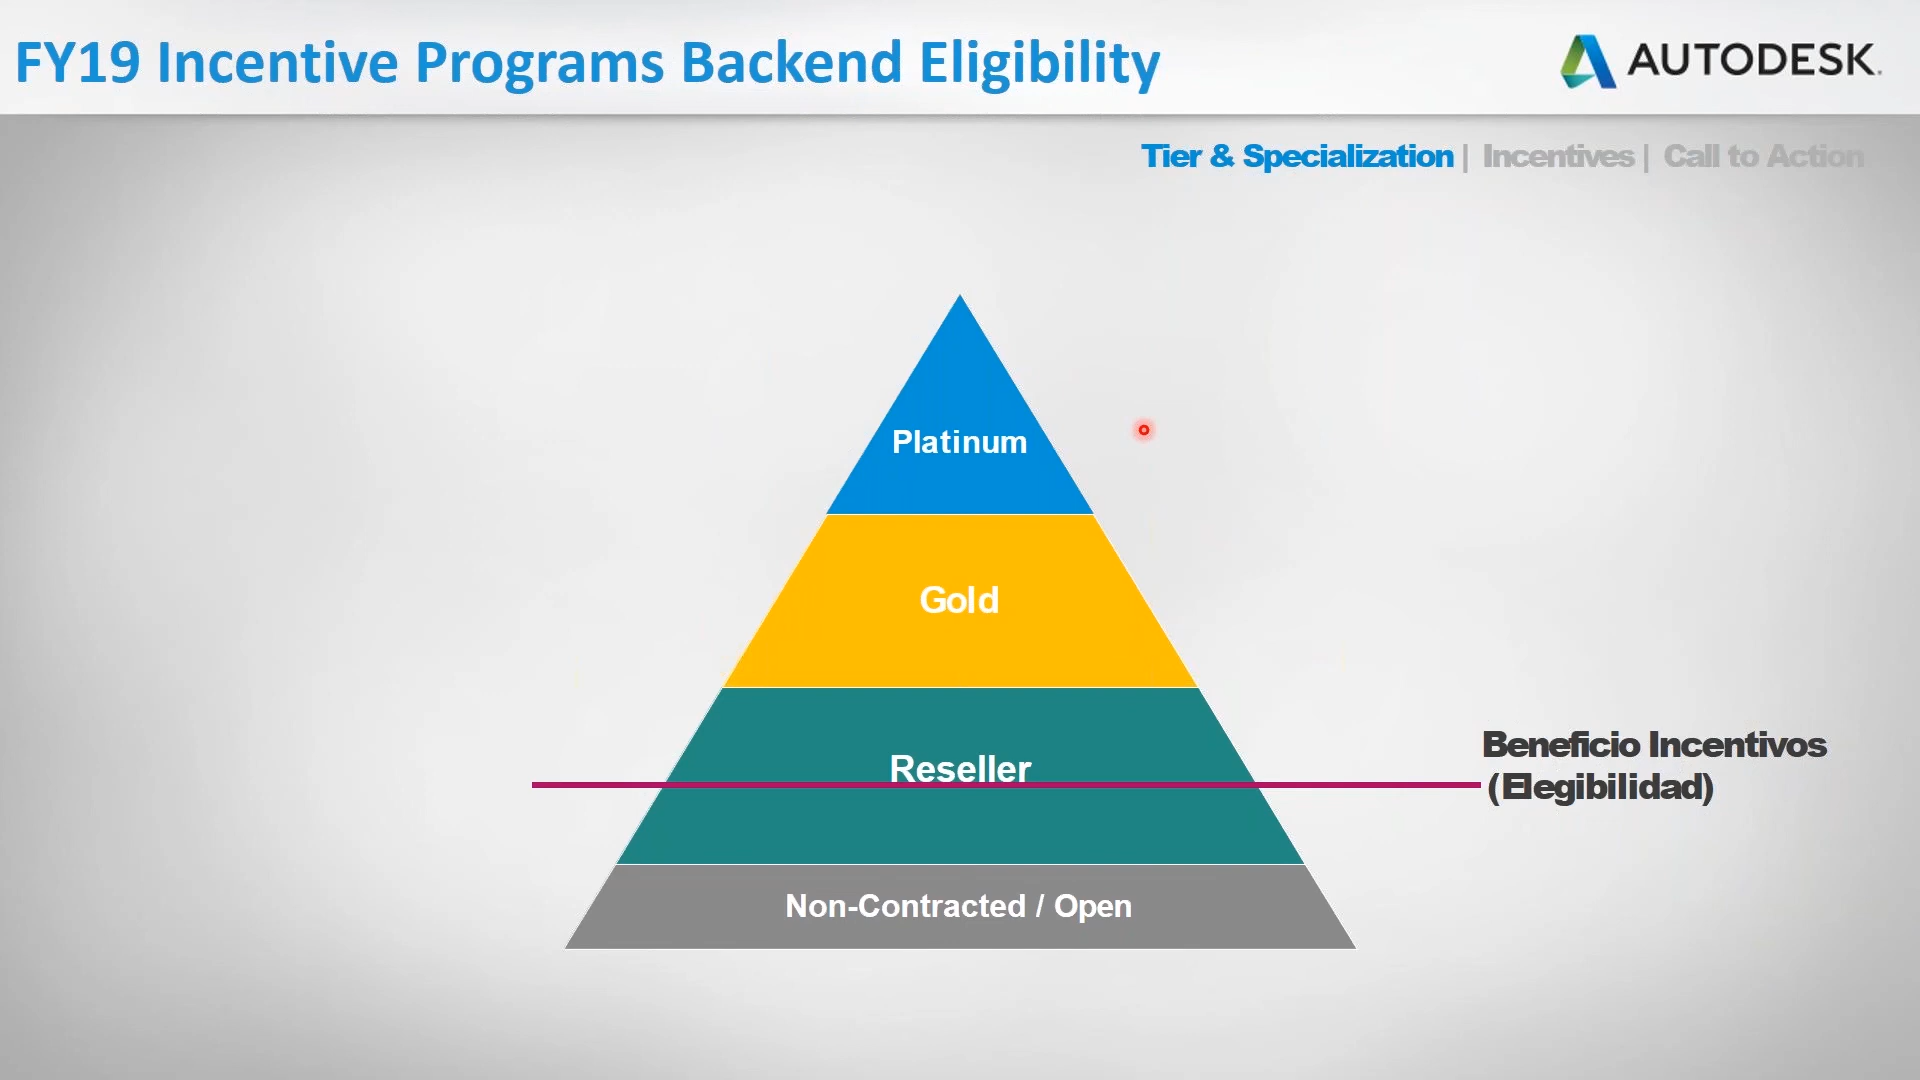 FY19 Incentive Programs Backend Eligibility
AUTODESK.
Tier & Specialization | Incentives | Call to Action
Platinum
Gold
Reseller
Beneficio Incentivos
(Elegibilidad)
Non-Contracted / Open